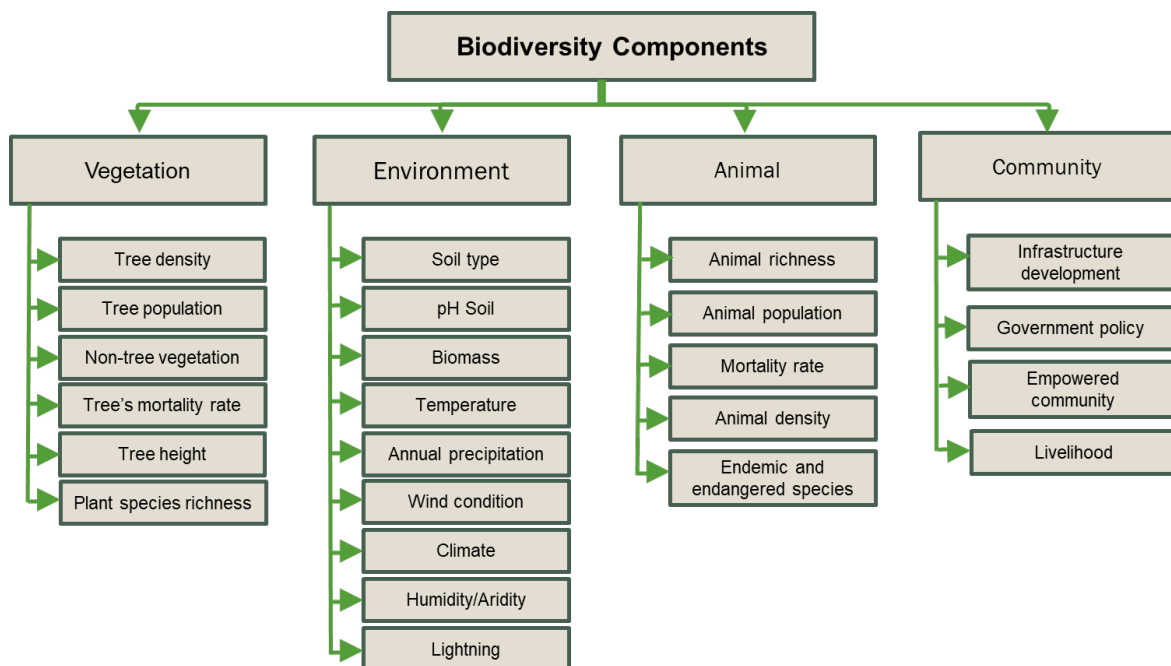 Biodiversity Components
Vegetation
Tree density
Tree population
Non-tree vegetation
Tree's mortality rate
Tree height
Plant species richness
Environment
Soil type
pH Soil
Biomass
Temperature
Annual precipitation
Wind condition
Climate
Humidity/Aridity
Lightning
Animal
Animal richness
Animal population
Mortality rate
Animal density
Endemic and
endangered species
Community
Infrastructure
development
Government policy
Empowered
community
Livelihood